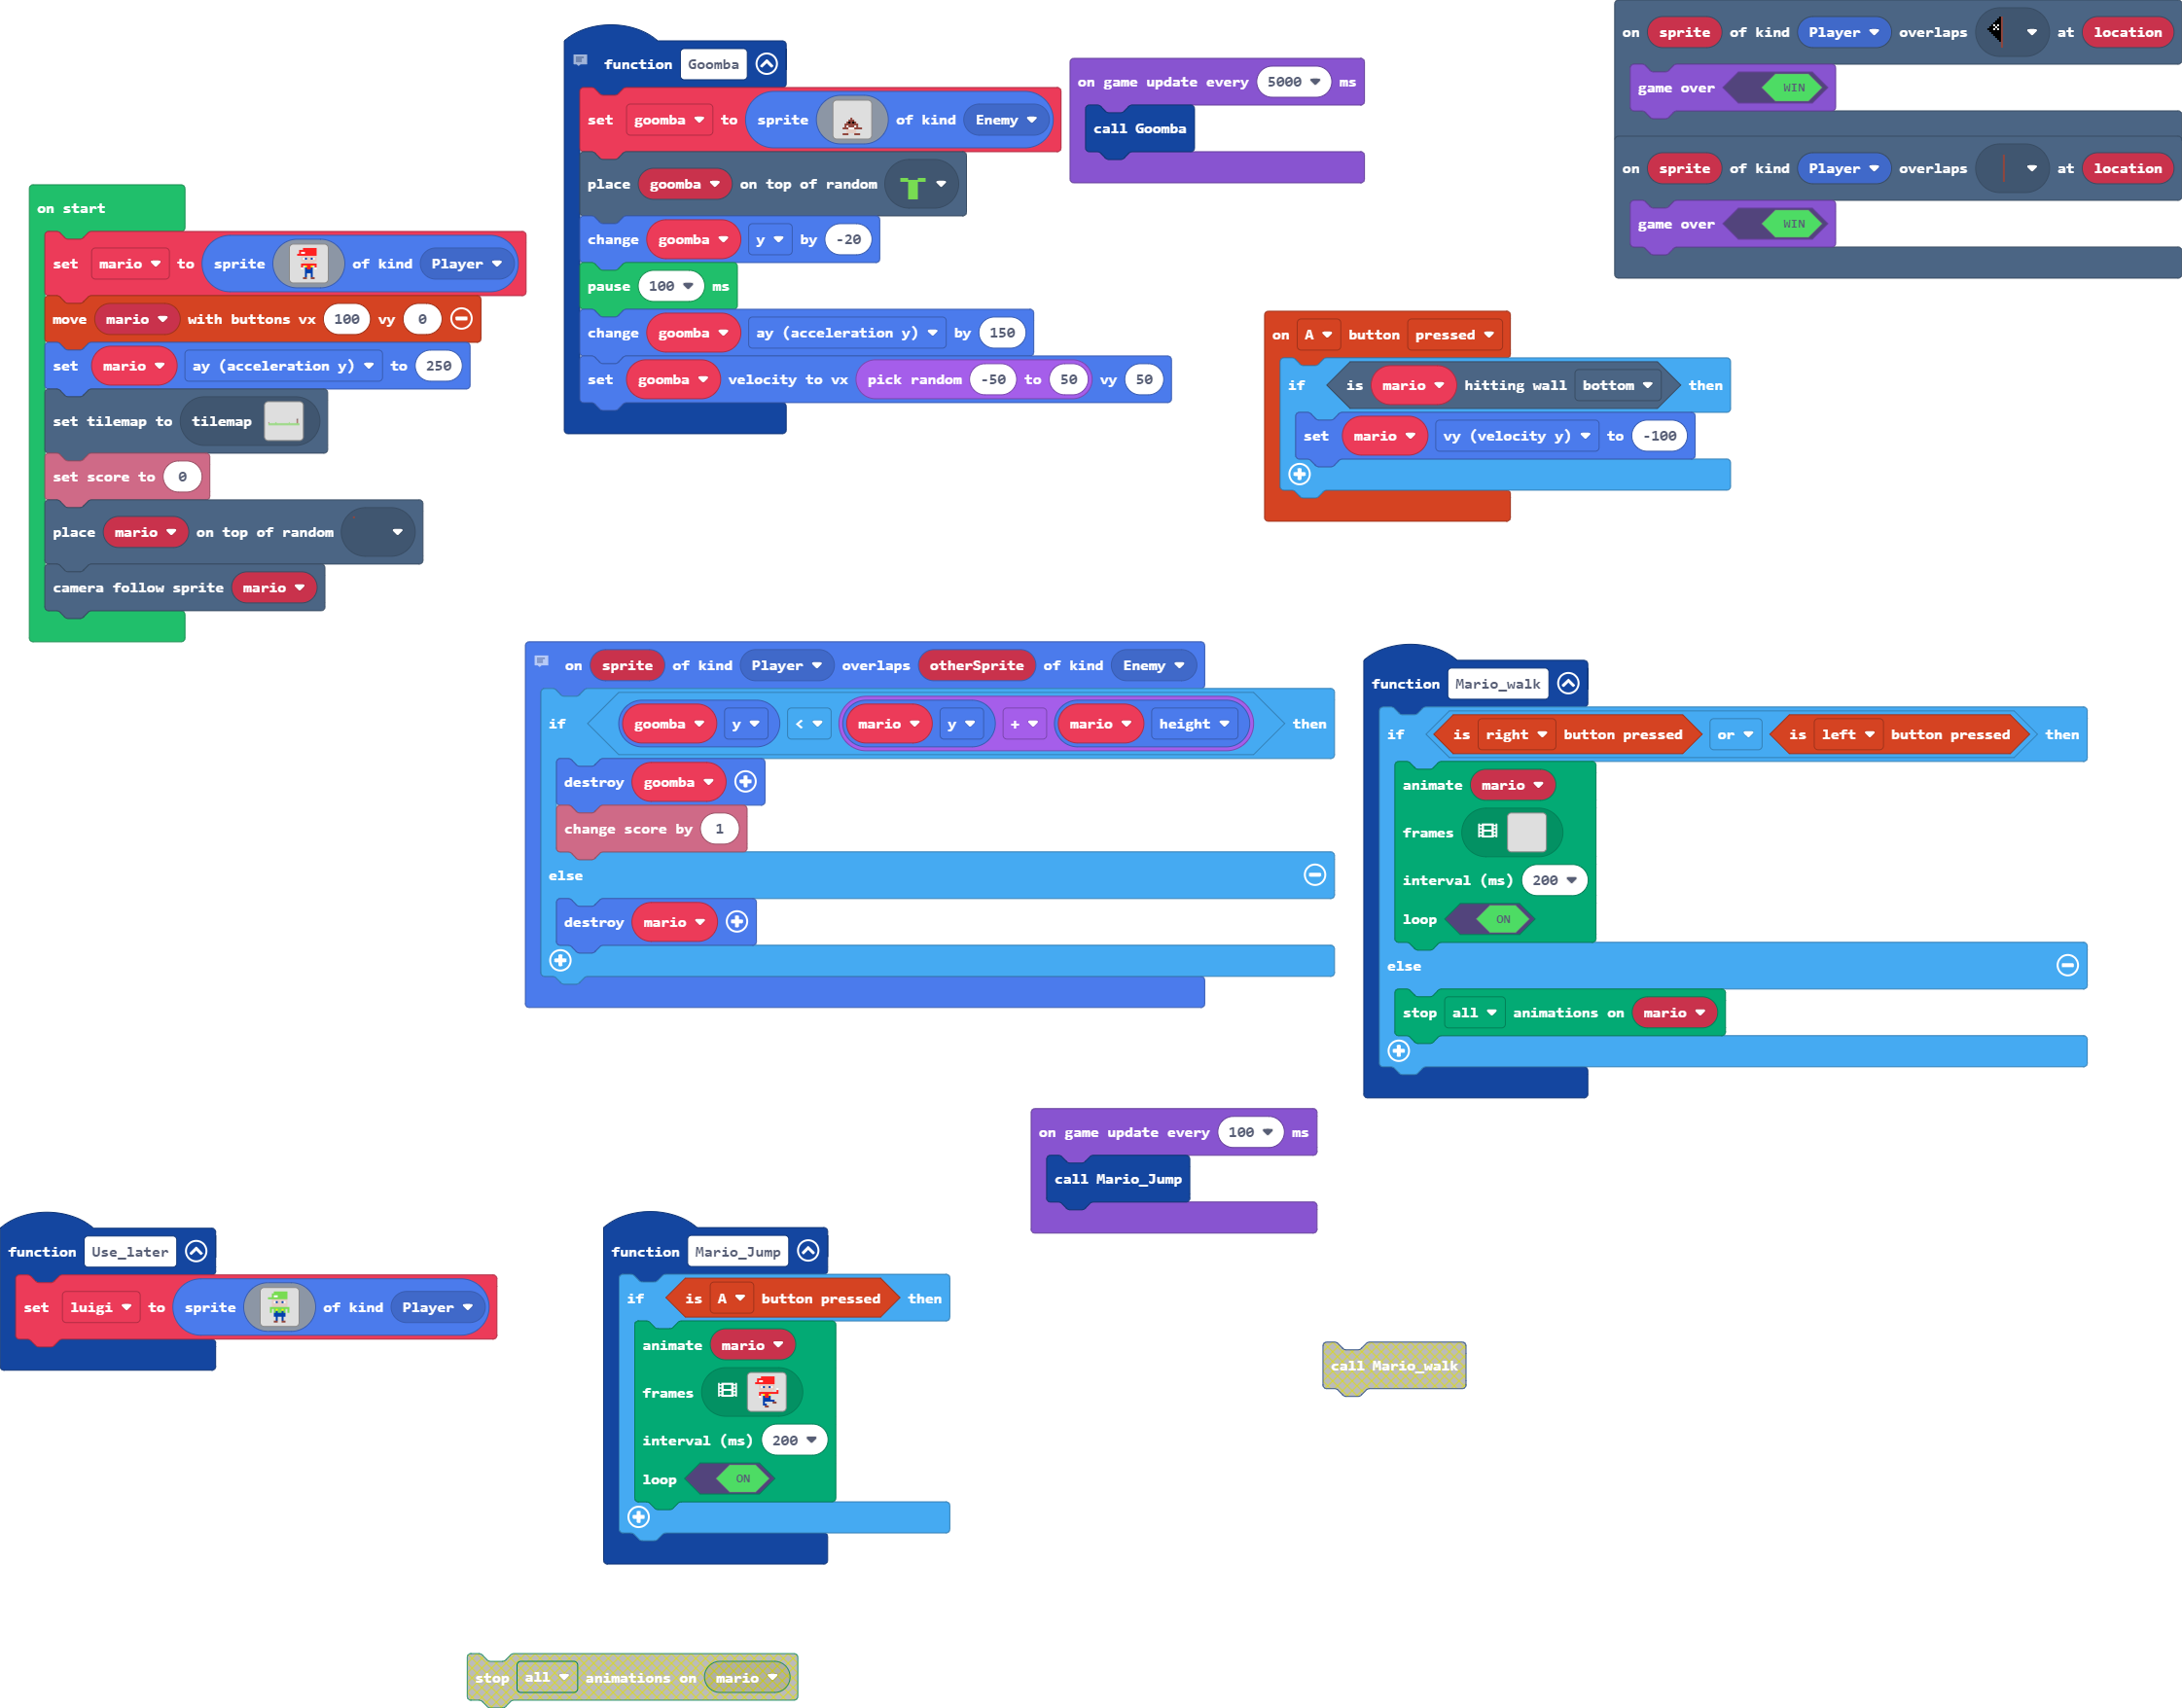 on start
set mario to sprite of kind Player
move mario with buttons vx 100 vy 0
set mario ay (acceleration y) to 250
set tilemap to tilemap
set score to 0
place mario on top of random
camera follow sprite mario
function Goomba
set goomba to sprite of kind Enemy
place goomba on top of random
change goomba y by -20
pause 100 ms
change goomba ay (acceleration y) by 150
set goomba velocity to vx pick random -50 to 50 vy 50
on game update every 5000 ms
call Goomba
on sprite of kind Player overlaps at location
game over WIN
on sprite of kind Player overlaps at location
game over WIN
on A button pressed
if is mario hitting wall bottom then
set mario vy (velocity y) to -100
on sprite of kind Player overlaps otherSprite of kind Enemy
if goomba y < mario y + mario height then
destroy goomba
change score by 1
else
destroy mario
function Mario_walk
if is right button pressed or is left button pressed then
animate mario
frames
interval (ms) 200
loop ON
else
stop all animations on mario
on game update every 100 ms
call Mario_Jump
function Use_later
set luigi to sprite of kind Player
function Mario_Jump
if is A button pressed then
animate mario
frames
interval (ms) 200
loop ON
call Mario_walk
stop all animations on mario